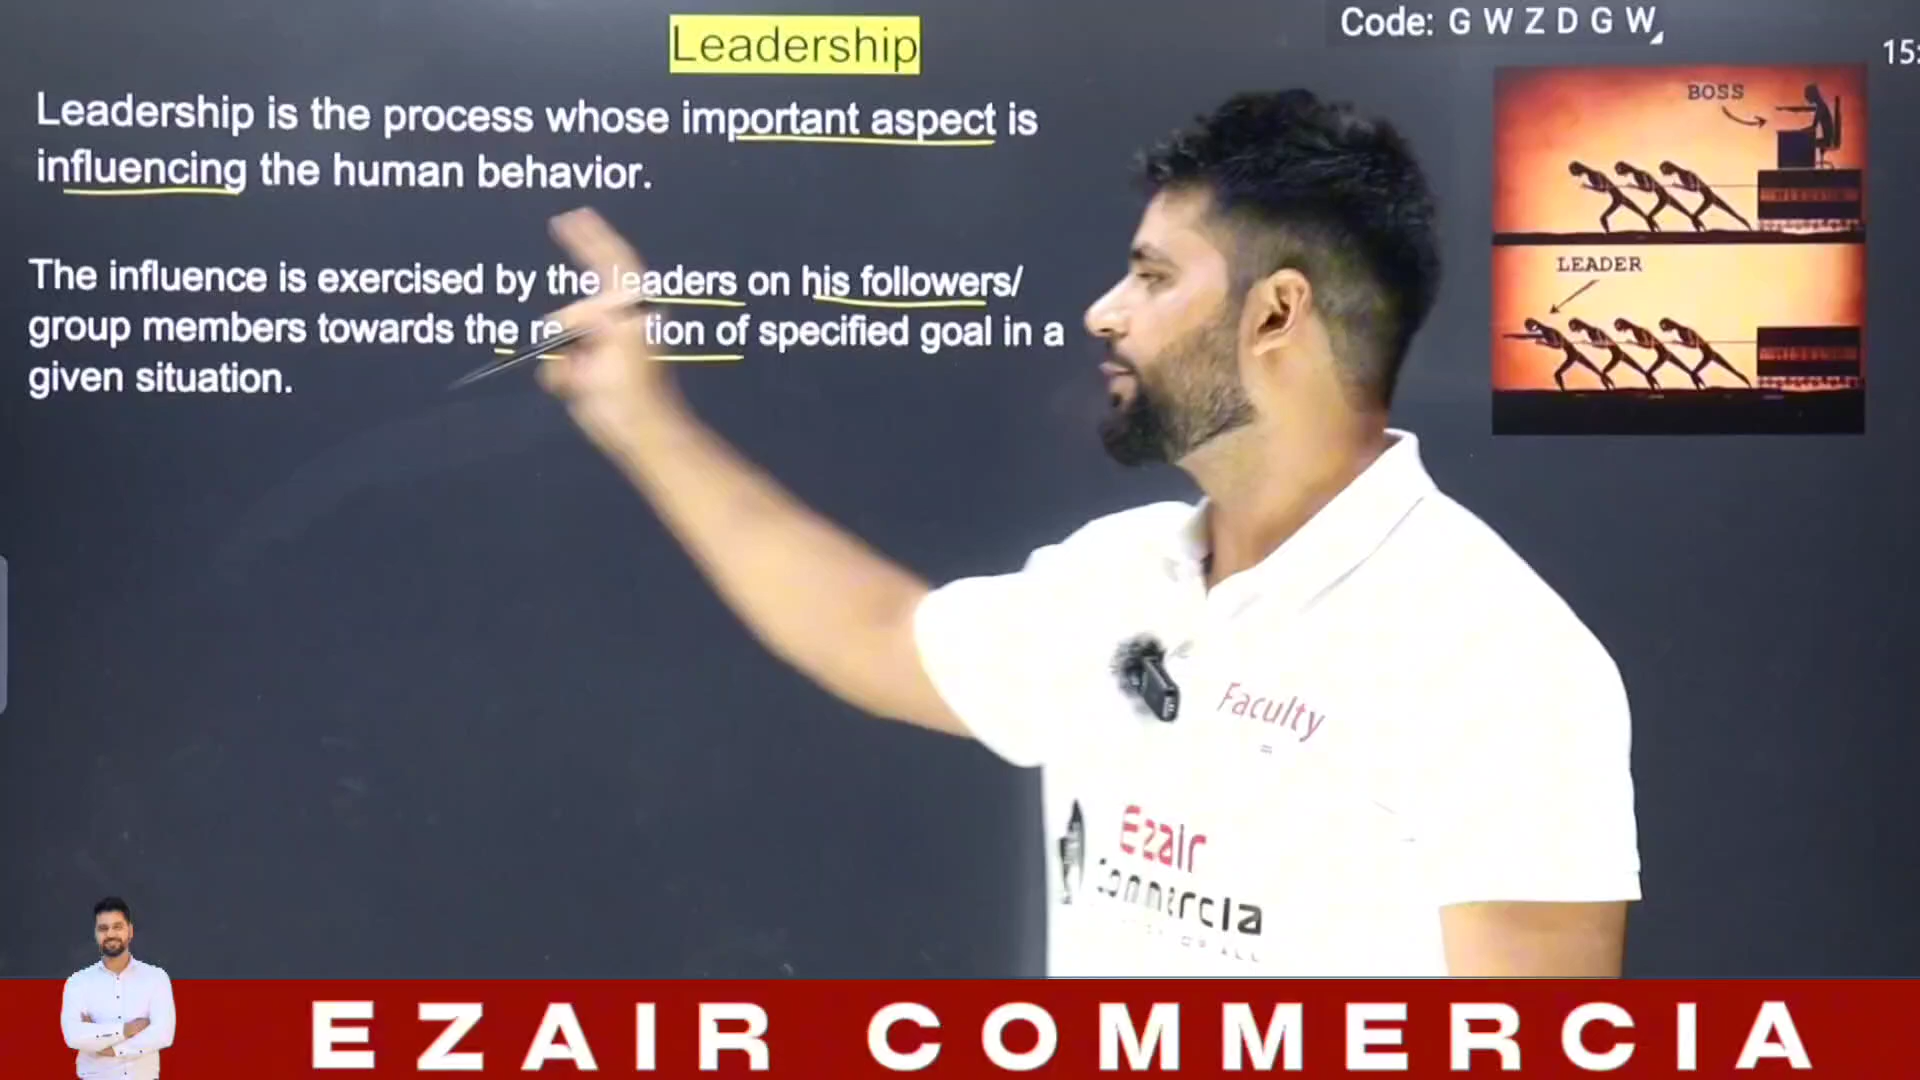 Leadership
Code: G W Z D G W
15:
Leadership is the process whose important aspect is
influencing the human behavior.
The influence is exercised by the leaders on his followers/
group members towards the tion of specified goal in a
given situation.
BOSS
LEADER
Faculty
Ezair
Commercia
EZAIR COMMERCIA